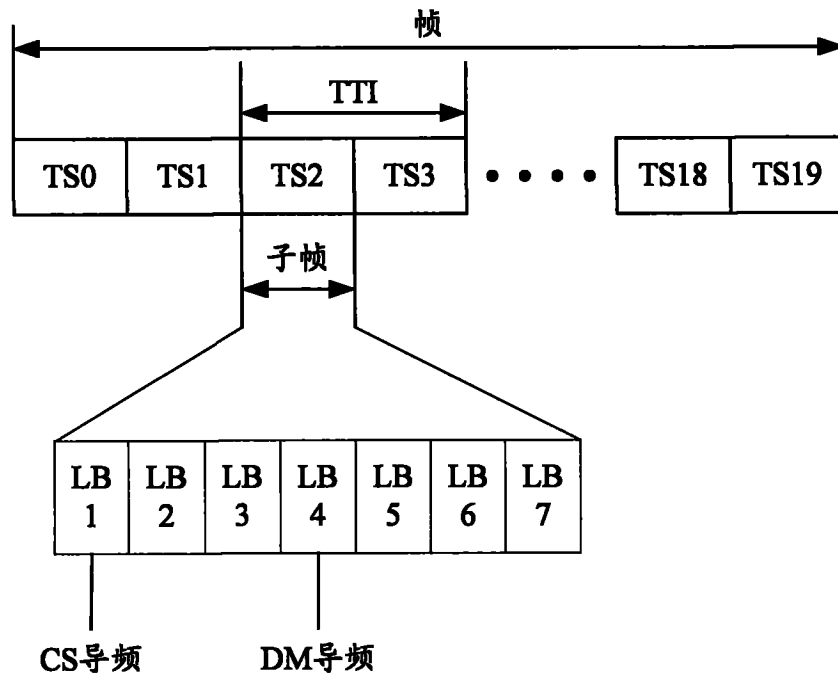 帧
TTI
TS0 TS1 TS2 TS3 TS18 TS19
子帧
LB 1 LB 2 LB 3 LB 4 LB 5 LB 6 LB 7
CS导频 DM导频